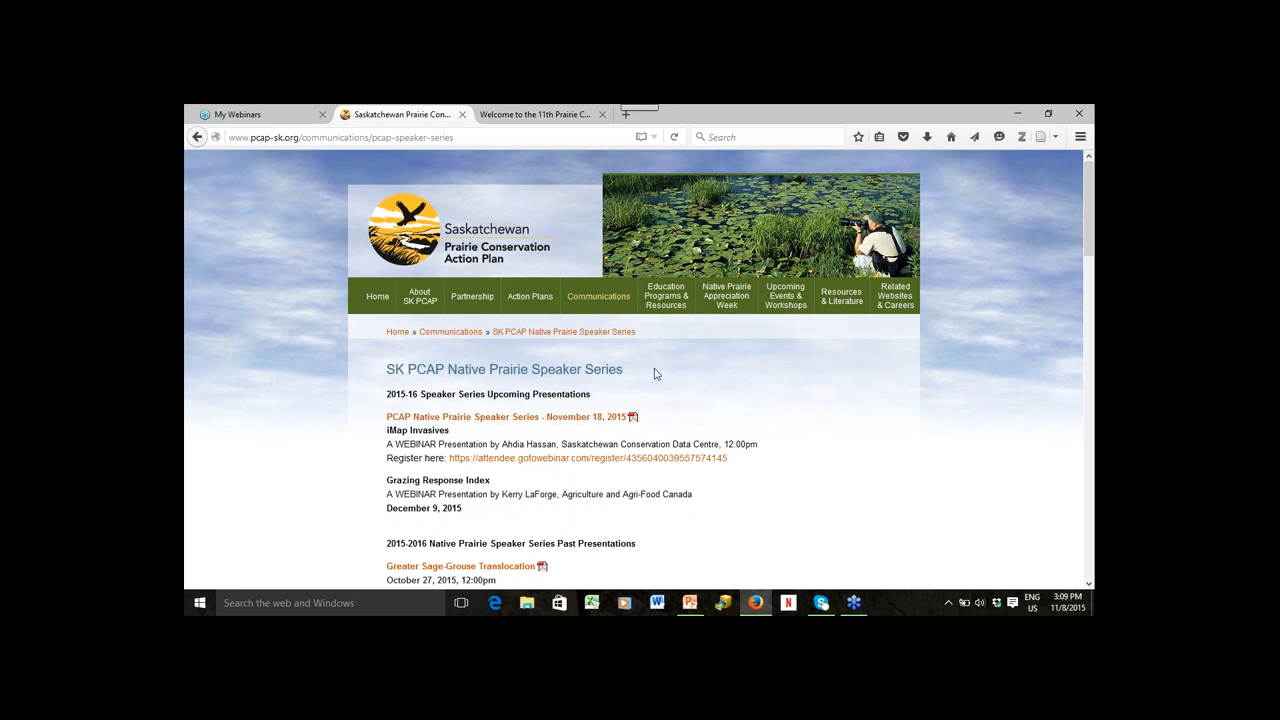 My Webinars
Saskatchewan Prairie Con...
Welcome to the 11th Prairie C...
www.pcap-sk.org/communications/pcap-speaker-series
Search
Saskatchewan
Prairie Conservation
Action Plan
Home
About
SK PCAP
Partnership
Action Plans
Communications
Education
Programs &
Resources
Native Prairie
Appreciation
Week
Upcoming
Events &
Workshops
Resources
& Literature
Related
Websites
& Careers
Home » Communications » SK PCAP Native Prairie Speaker Series
SK PCAP Native Prairie Speaker Series
2015-16 Speaker Series Upcoming Presentations
PCAP Native Prairie Speaker Series - November 18, 2015
iMap Invasives
A WEBINAR Presentation by Ahdia Hassan, Saskatchewan Conservation Data Centre, 12:00pm
Register here: https://attendee.gotowebinar.com/register/4356040039557574145
Grazing Response Index
A WEBINAR Presentation by Kerry LaForge, Agriculture and Agri-Food Canada
December 9, 2015
2015-2016 Native Prairie Speaker Series Past Presentations
Greater Sage-Grouse Translocation
October 27, 2015, 12:00pm
Search the web and Windows
ENG
US
3:09 PM
11/8/2015